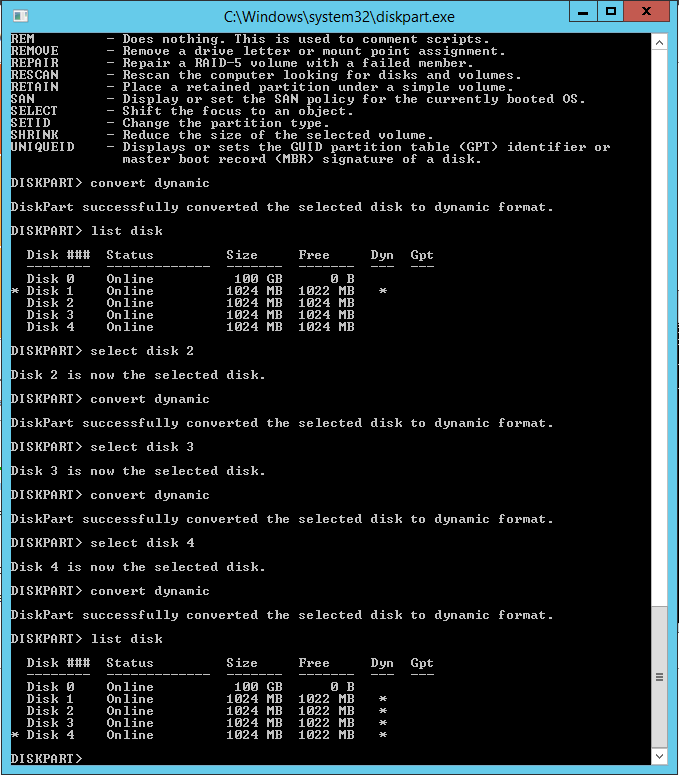 C:\Windows\system32\diskpart.exe
REM         - Does nothing. This is used to comment scripts.
REMOVE      - Remove a drive letter or mount point assignment.
REPAIR      - Repair a RAID-5 volume with a failed member.
RESCAN      - Rescan the computer looking for disks and volumes.
RETAIN      - Place a retained partition under a simple volume.
SAN         - Display or set the SAN policy for the currently booted OS.
SELECT      - Shift the focus to an object.
SETID       - Change the partition type.
SHRINK      - Reduce the size of the selected volume.
UNIQUEID    - Displays or sets the GUID partition table (GPT) identifier or
              master boot record (MBR) signature of a disk.
DISKPART> convert dynamic
DiskPart successfully converted the selected disk to dynamic format.
DISKPART> list disk
  Disk ###  Status         Size     Free     Dyn  Gpt
  --------  -------------  -------  -------  ---  ---
  Disk 0    Online          100 GB      0 B
* Disk 1    Online         1024 MB  1022 MB   *
  Disk 2    Online         1024 MB  1024 MB
  Disk 3    Online         1024 MB  1024 MB
  Disk 4    Online         1024 MB  1024 MB
DISKPART> select disk 2
Disk 2 is now the selected disk.
DISKPART> convert dynamic
DiskPart successfully converted the selected disk to dynamic format.
DISKPART> select disk 3
Disk 3 is now the selected disk.
DISKPART> convert dynamic
DiskPart successfully converted the selected disk to dynamic format.
DISKPART> select disk 4
Disk 4 is now the selected disk.
DISKPART> convert dynamic
DiskPart successfully converted the selected disk to dynamic format.
DISKPART> list disk
  Disk ###  Status         Size     Free     Dyn  Gpt
  --------  -------------  -------  -------  ---  ---
  Disk 0    Online          100 GB      0 B
  Disk 1    Online         1024 MB  1022 MB   *
  Disk 2    Online         1024 MB  1022 MB   *
  Disk 3    Online         1024 MB  1022 MB   *
* Disk 4    Online         1024 MB  1022 MB   *
DISKPART>